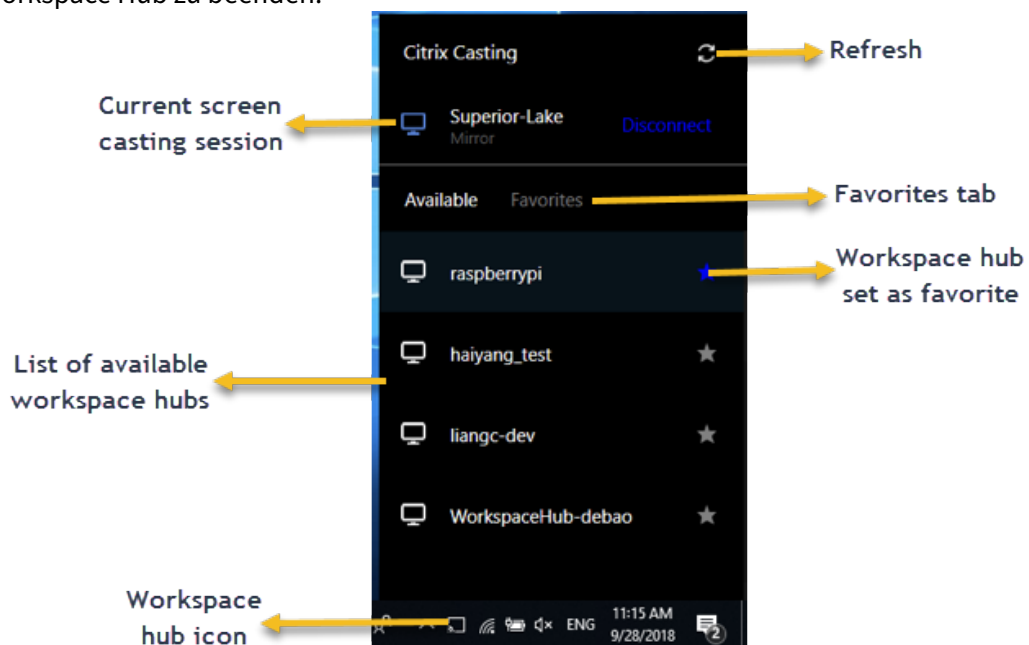 orkspace Hub zu beenden.
Citrix Casting
Refresh
Current screen
casting session
Superior-Lake
Mirror
Disconnect
Available Favorites
Favorites tab
raspberrypi
Workspace hub
set as favorite
List of available
workspace hubs
haiyang_test
liangc-dev
WorkspaceHub-debao
Workspace
hub icon
ENG
11:15 AM
9/28/2018
2